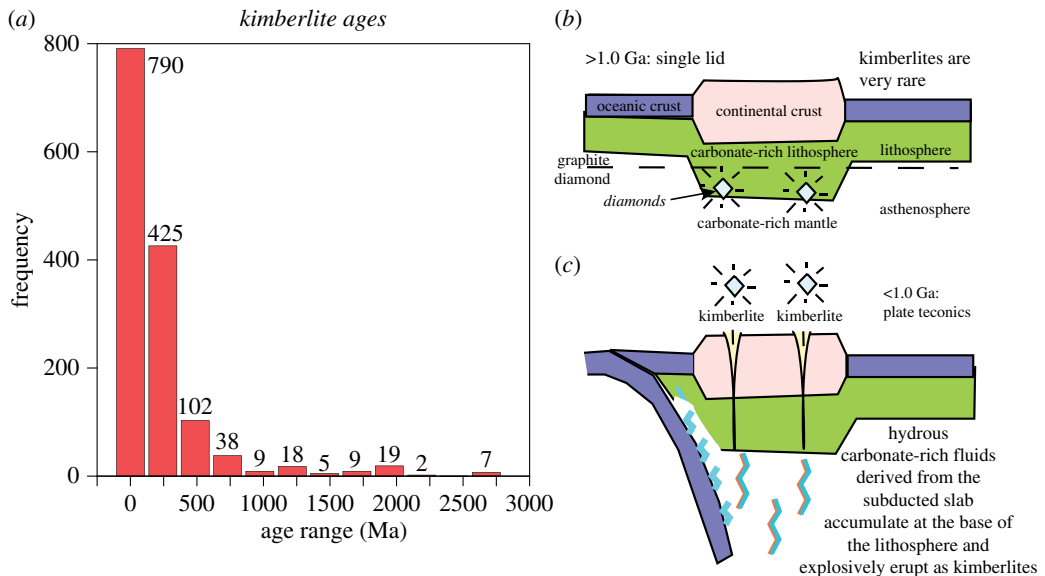 (a)
kimberlite ages
800
600
400
200
0
frequency
790
425
102
38
9
18
5
9
19
2
7
0
500
1000
1500
2000
2500
3000
age range (Ma)
(b)
>1.0 Ga: single lid
kimberlites are
very rare
oceanic crust
continental crust
carbonate-rich lithosphere
lithosphere
graphite
diamond
diamonds
carbonate-rich mantle
asthenosphere
(c)
kimberlite
kimberlite
<1.0 Ga:
plate teconics
hydrous
carbonate-rich fluids
derived from the
subducted slab
accumulate at the base of
the lithosphere and
explosively erupt as kimberlites